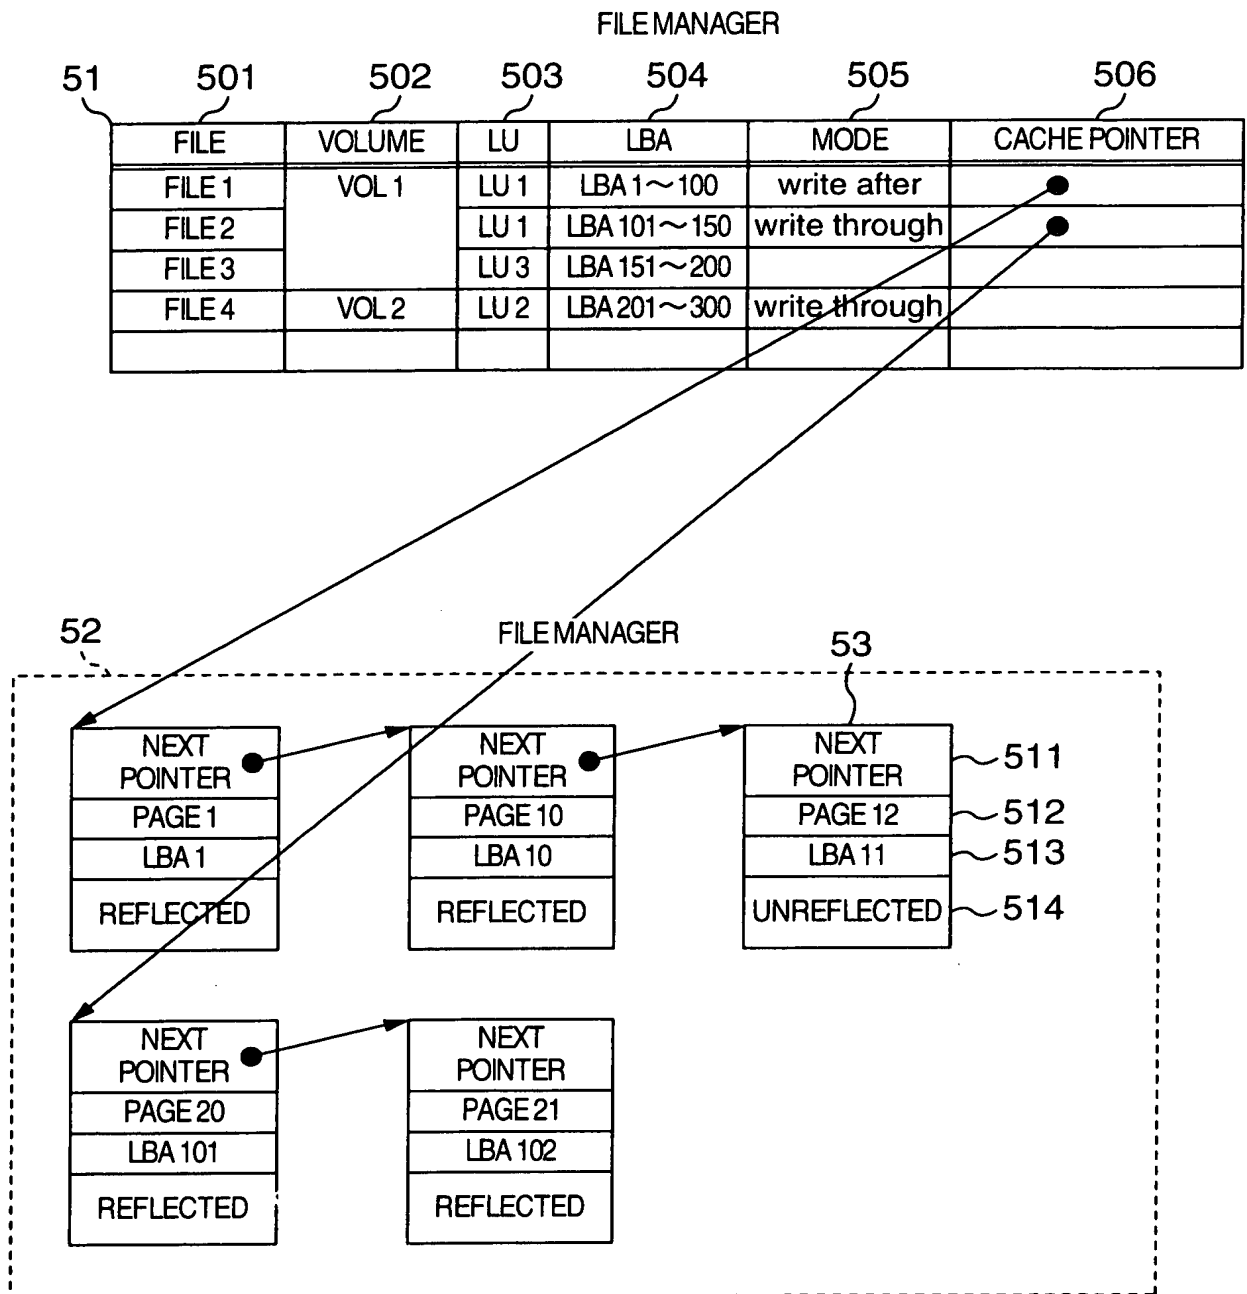 FILE MANAGER
51 501 502 503 504 505 506
FILE VOLUME LU LBA MODE CACHE POINTER
FILE 1 VOL 1 LU 1 LBA 1～100 write after
FILE 2 LU 1 LBA 101～150 write through
FILE 3 LU 3 LBA 151～200
FILE 4 VOL 2 LU 2 LBA 201～300 write through
52 FILE MANAGER 53
NEXT NEXT NEXT
POINTER POINTER POINTER 511
PAGE 1 PAGE 10 PAGE 12 512
LBA 1 LBA 10 LBA 11 513
REFLECTED REFLECTED UNREFLECTED 514
NEXT NEXT
POINTER POINTER
PAGE 20 PAGE 21
LBA 101 LBA 102
REFLECTED REFLECTED